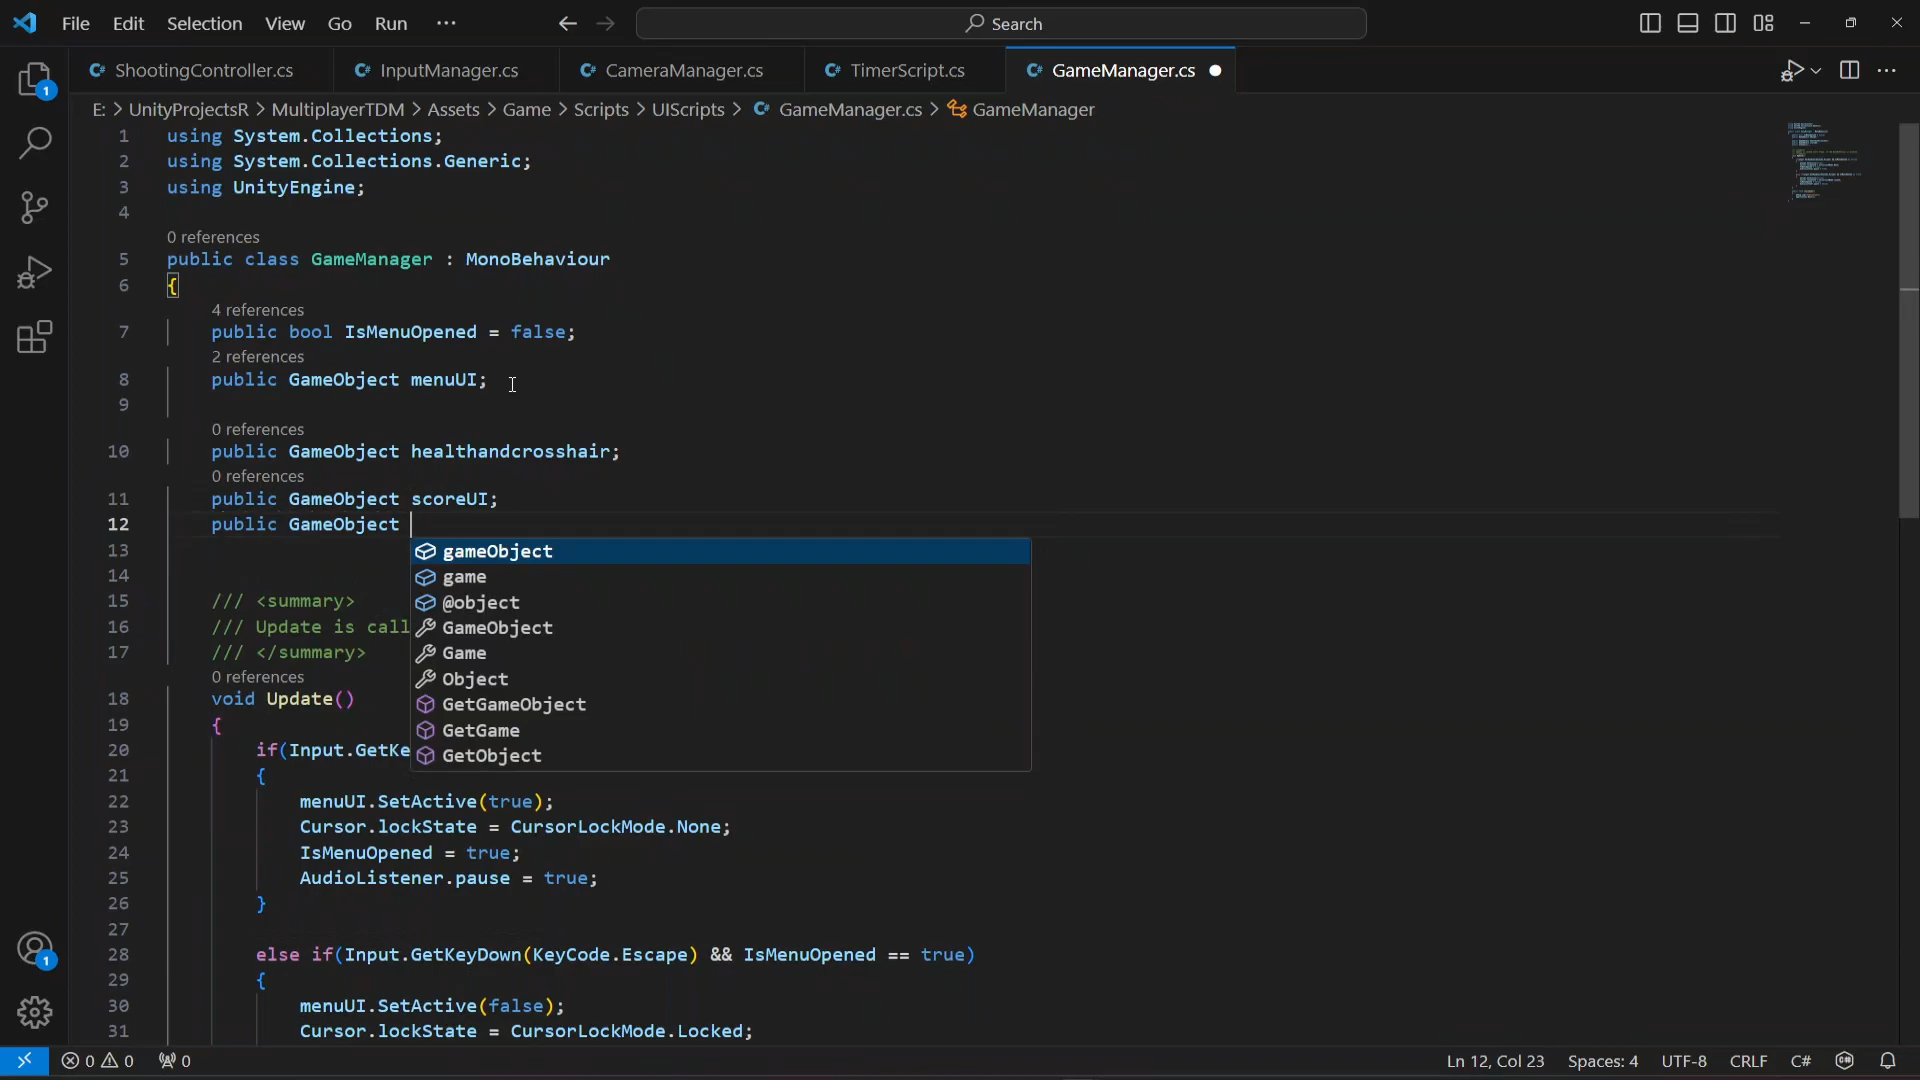 File Edit Selection View Go Run ··· Search
ShootingController.cs InputManager.cs CameraManager.cs TimerScript.cs GameManager.cs
E: > UnityProjectsR > MultiplayerTDM > Assets > Game > Scripts > UIScripts > GameManager.cs > GameManager
1 using System.Collections;
2 using System.Collections.Generic;
3 using UnityEngine;
4
0 references
5 public class GameManager : MonoBehaviour
6 {
4 references
7 public bool IsMenuOpened = false;
2 references
8 public GameObject menuUI;
9
0 references
10 public GameObject healthandcrosshair;
0 references
11 public GameObject scoreUI;
12 public GameObject
13 gameObject
14 game
15 /// <summary> @object
16 /// Update is call GameObject
17 /// </summary> Game
0 references Object
18 void Update() GetGameObject
19 { GetGame
20 if(Input.GetKe GetObject
21 {
22 menuUI.SetActive(true);
23 Cursor.lockState = CursorLockMode.None;
24 IsMenuOpened = true;
25 AudioListener.pause = true;
26 }
27
28 else if(Input.GetKeyDown(KeyCode.Escape) && IsMenuOpened == true)
29 {
30 menuUI.SetActive(false);
31 Cursor.lockState = CursorLockMode.Locked;
1
1
0 0 0 Ln 12, Col 23 Spaces: 4 UTF-8 CRLF C#